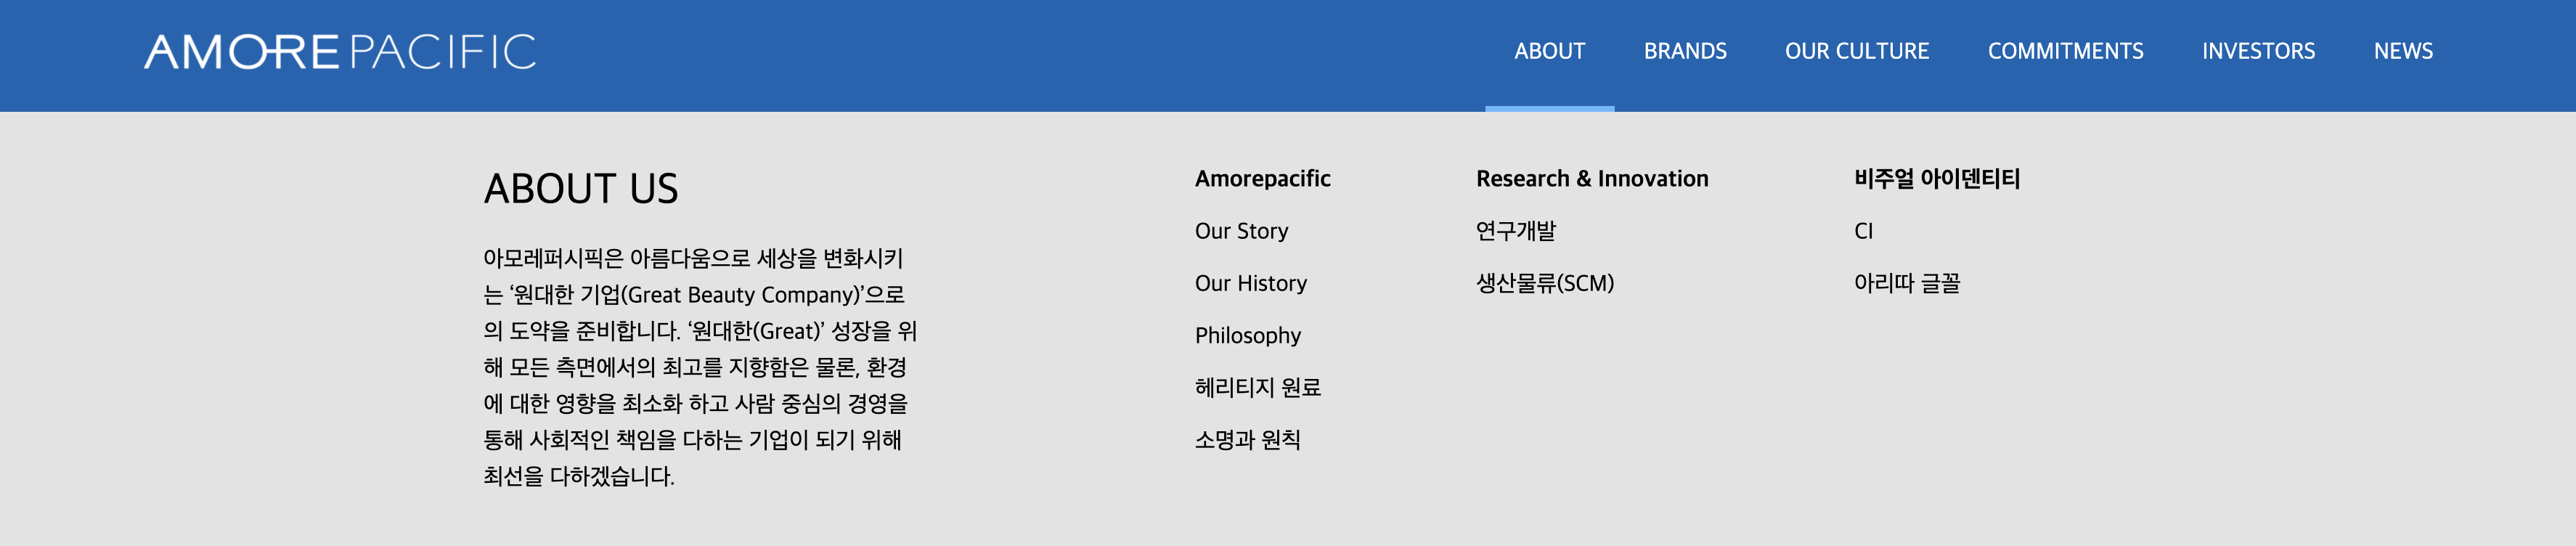 AMOREPACIFIC
ABOUT
BRANDS
OUR CULTURE
COMMITMENTS
INVESTORS
NEWS
ABOUT US
아모레퍼시픽은 아름다움으로 세상을 변화시키
는 ‘원대한 기업(Great Beauty Company)’으로
의 도약을 준비합니다. ‘원대한(Great)’ 성장을 위
해 모든 측면에서의 최고를 지향함은 물론, 환경
에 대한 영향을 최소화 하고 사람 중심의 경영을
통해 사회적인 책임을 다하는 기업이 되기 위해
최선을 다하겠습니다.
Amorepacific
Our Story
Our History
Philosophy
헤리티지 원료
소명과 원칙
Research & Innovation
연구개발
생산물류(SCM)
비주얼 아이덴티티
CI
아리따 글꼴